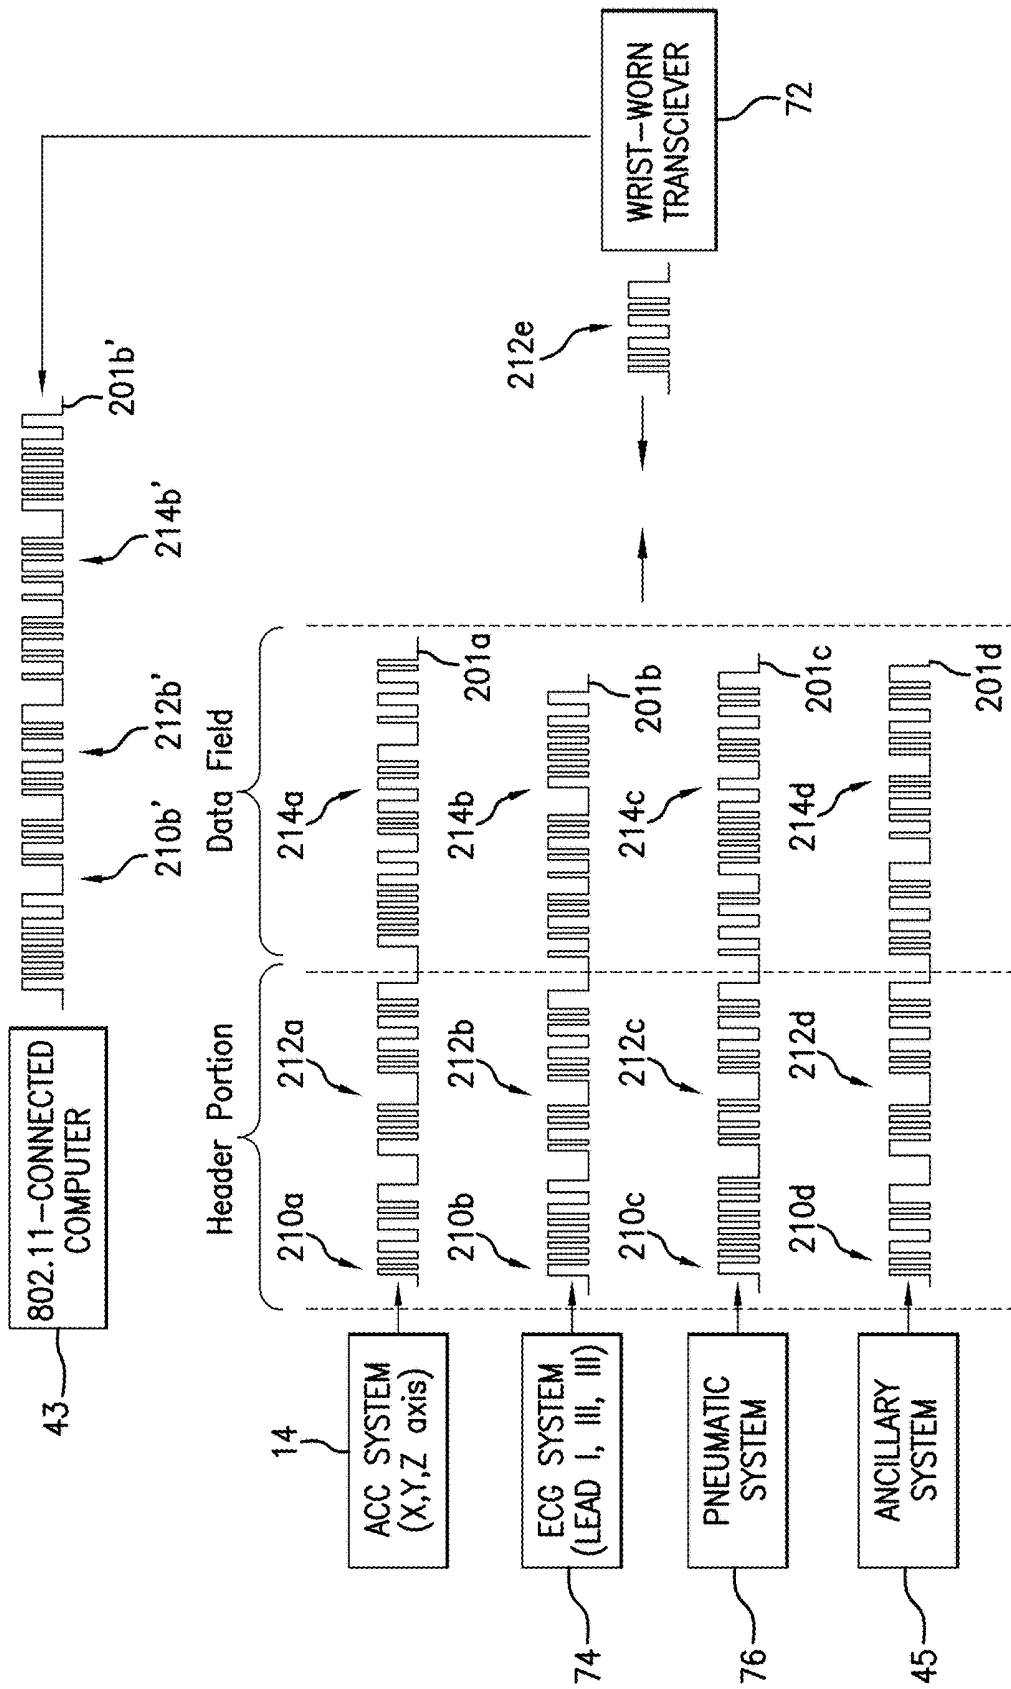 43
802.11-CONNECTED
COMPUTER
210b'
212b'
214b'
201b'
Header Portion
Data Field
14
ACC SYSTEM
(X,Y,Z axis)
210a
212a
214a
201a
74
ECG SYSTEM
(LEAD I, III, III)
210b
212b
214b
201b
76
PNEUMATIC
SYSTEM
210c
212c
214c
201c
45
ANCILLARY
SYSTEM
210d
212d
214d
201d
212e
WRIST-WORN
TRANSCIEVER
72